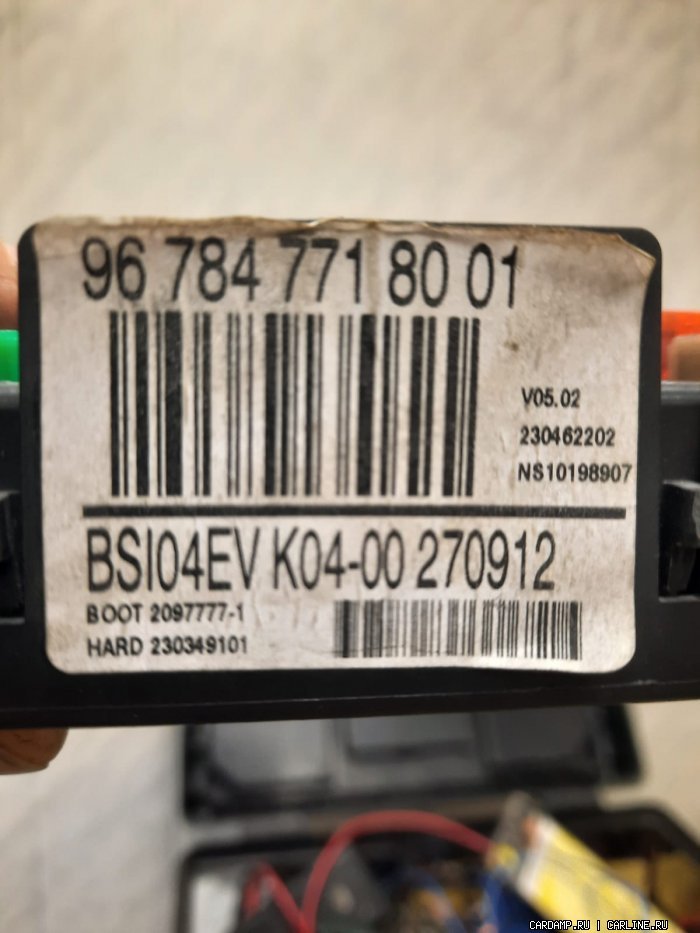 96 784 771 80 01
V05.02
230462202
NS10198907
BSI04EV K04-00 270912
BOOT 2097777-1
HARD 230349101
CARDAMP.RU | CARLINE.RU